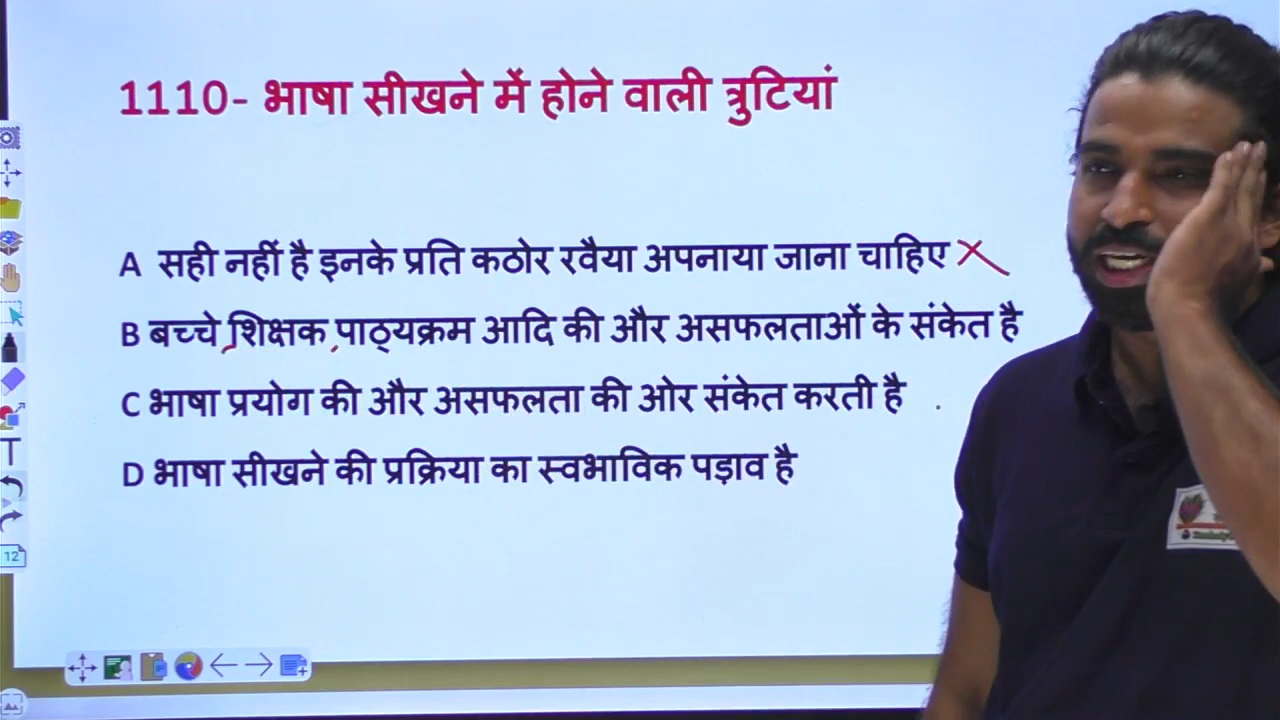 1110- भाषा सीखने में होने वाली त्रुटियां
A सही नहीं है इनके प्रति कठोर रवैया अपनाया जाना चाहिए
B बच्चे शिक्षक पाठ्यक्रम आदि की और असफलताओं के संकेत है
C भाषा प्रयोग की और असफलता की ओर संकेत करती है
D भाषा सीखने की प्रक्रिया का स्वभाविक पड़ाव है
12